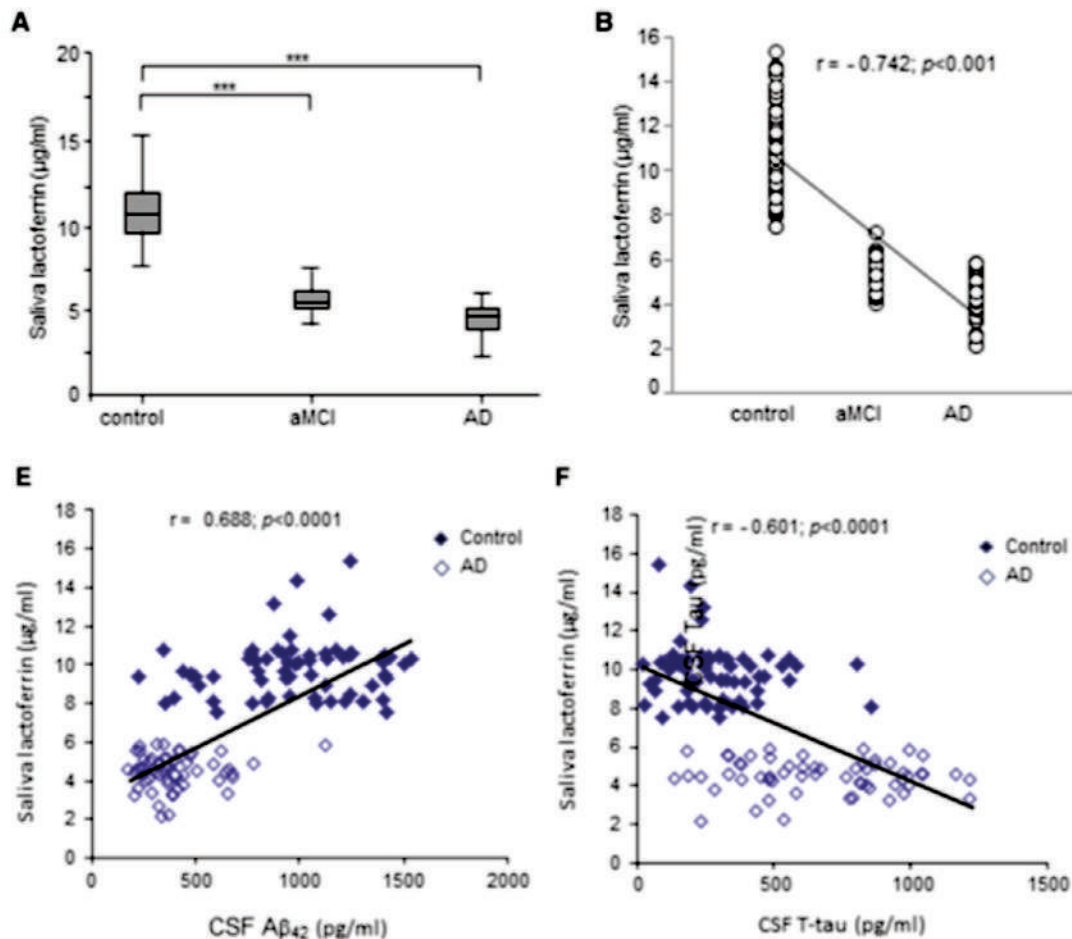 A
Saliva lactoferrin (µg/ml)
20
15
10
5
0
***
***
control
aMCI
AD
B
Saliva lactoferrin (µg/ml)
16
14
12
10
8
6
4
2
0
r = - 0.742; p<0.001
control
aMCI
AD
E
Saliva lactoferrin (µg/ml)
18
16
14
12
10
8
6
4
2
0
r = 0.688; p<0.0001
Control
AD
0
500
1000
1500
2000
CSF Aβ42 (pg/ml)
F
Saliva lactoferrin (µg/ml)
18
16
14
12
10
8
6
4
2
0
r = - 0.601; p<0.0001
CSF Tau (pg/ml)
Control
AD
0
500
1000
1500
CSF T-tau (pg/ml)